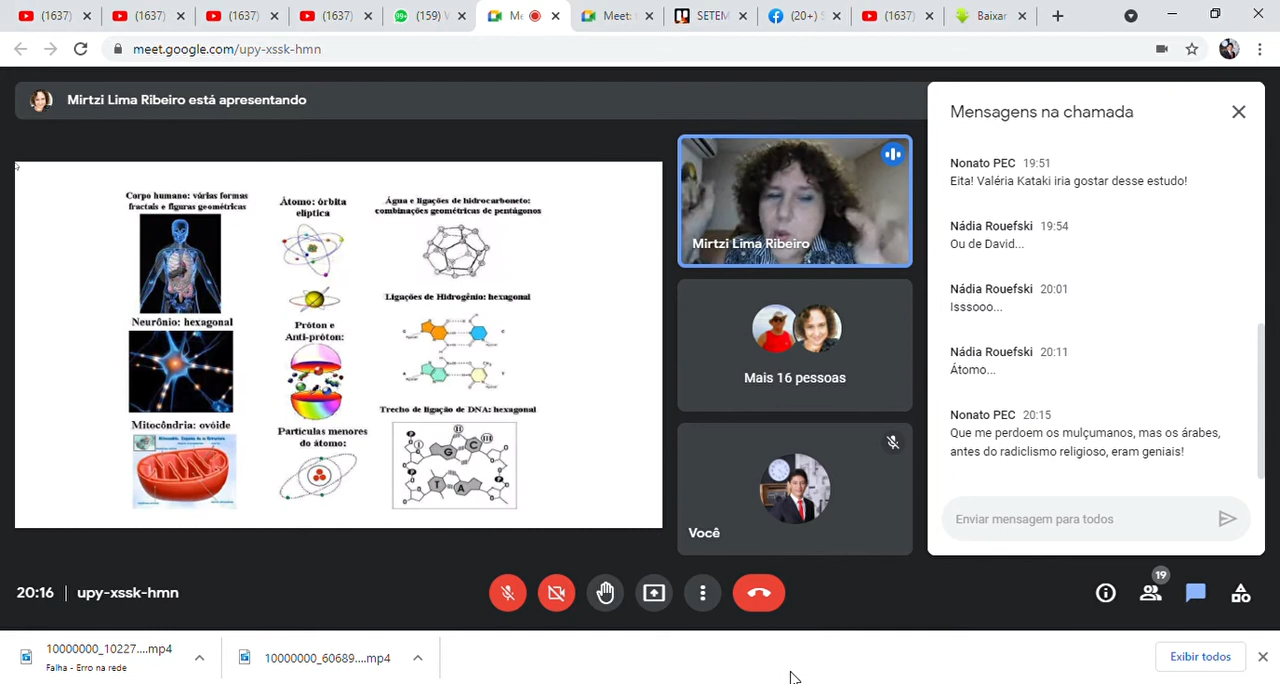 (1637)
(1637)
(1637)
(1637)
(159) W
Me
Meet:
SETEM
(20+) S
(1637)
Baixar
meet.google.com/upy-xssk-hmn
Mirtzi Lima Ribeiro está apresentando
Corpo humano: várias formas
fractais e figuras geométricas
Neurônio: hexagonal
Mitocôndria: ovóide
Átomo: órbita
elíptica
Próton e
Anti-próton:
Partículas menores
do átomo:
Água e ligações de hidrocarboneto:
combinações geométricas de pentágonos
Ligações de Hidrogênio: hexagonal
Trecho de ligação de DNA: hexagonal
P
I
II
III
G
C
P
P
T
A
P
Mirtzi Lima Ribeiro
Mais 16 pessoas
Você
Mensagens na chamada
Nonato PEC 19:51
Eita! Valéria Kataki iria gostar desse estudo!
Nádia Rouefski 19:54
Ou de David...
Nádia Rouefski 20:01
Isssooo...
Nádia Rouefski 20:11
Átomo...
Nonato PEC 20:15
Que me perdoem os mulçumanos, mas os árabes,
antes do radiclismo religioso, eram geniais!
Enviar mensagem para todos
20:16 | upy-xssk-hmn
19
10000000_10227....mp4
Falha - Erro na rede
10000000_60689....mp4
Exibir todos